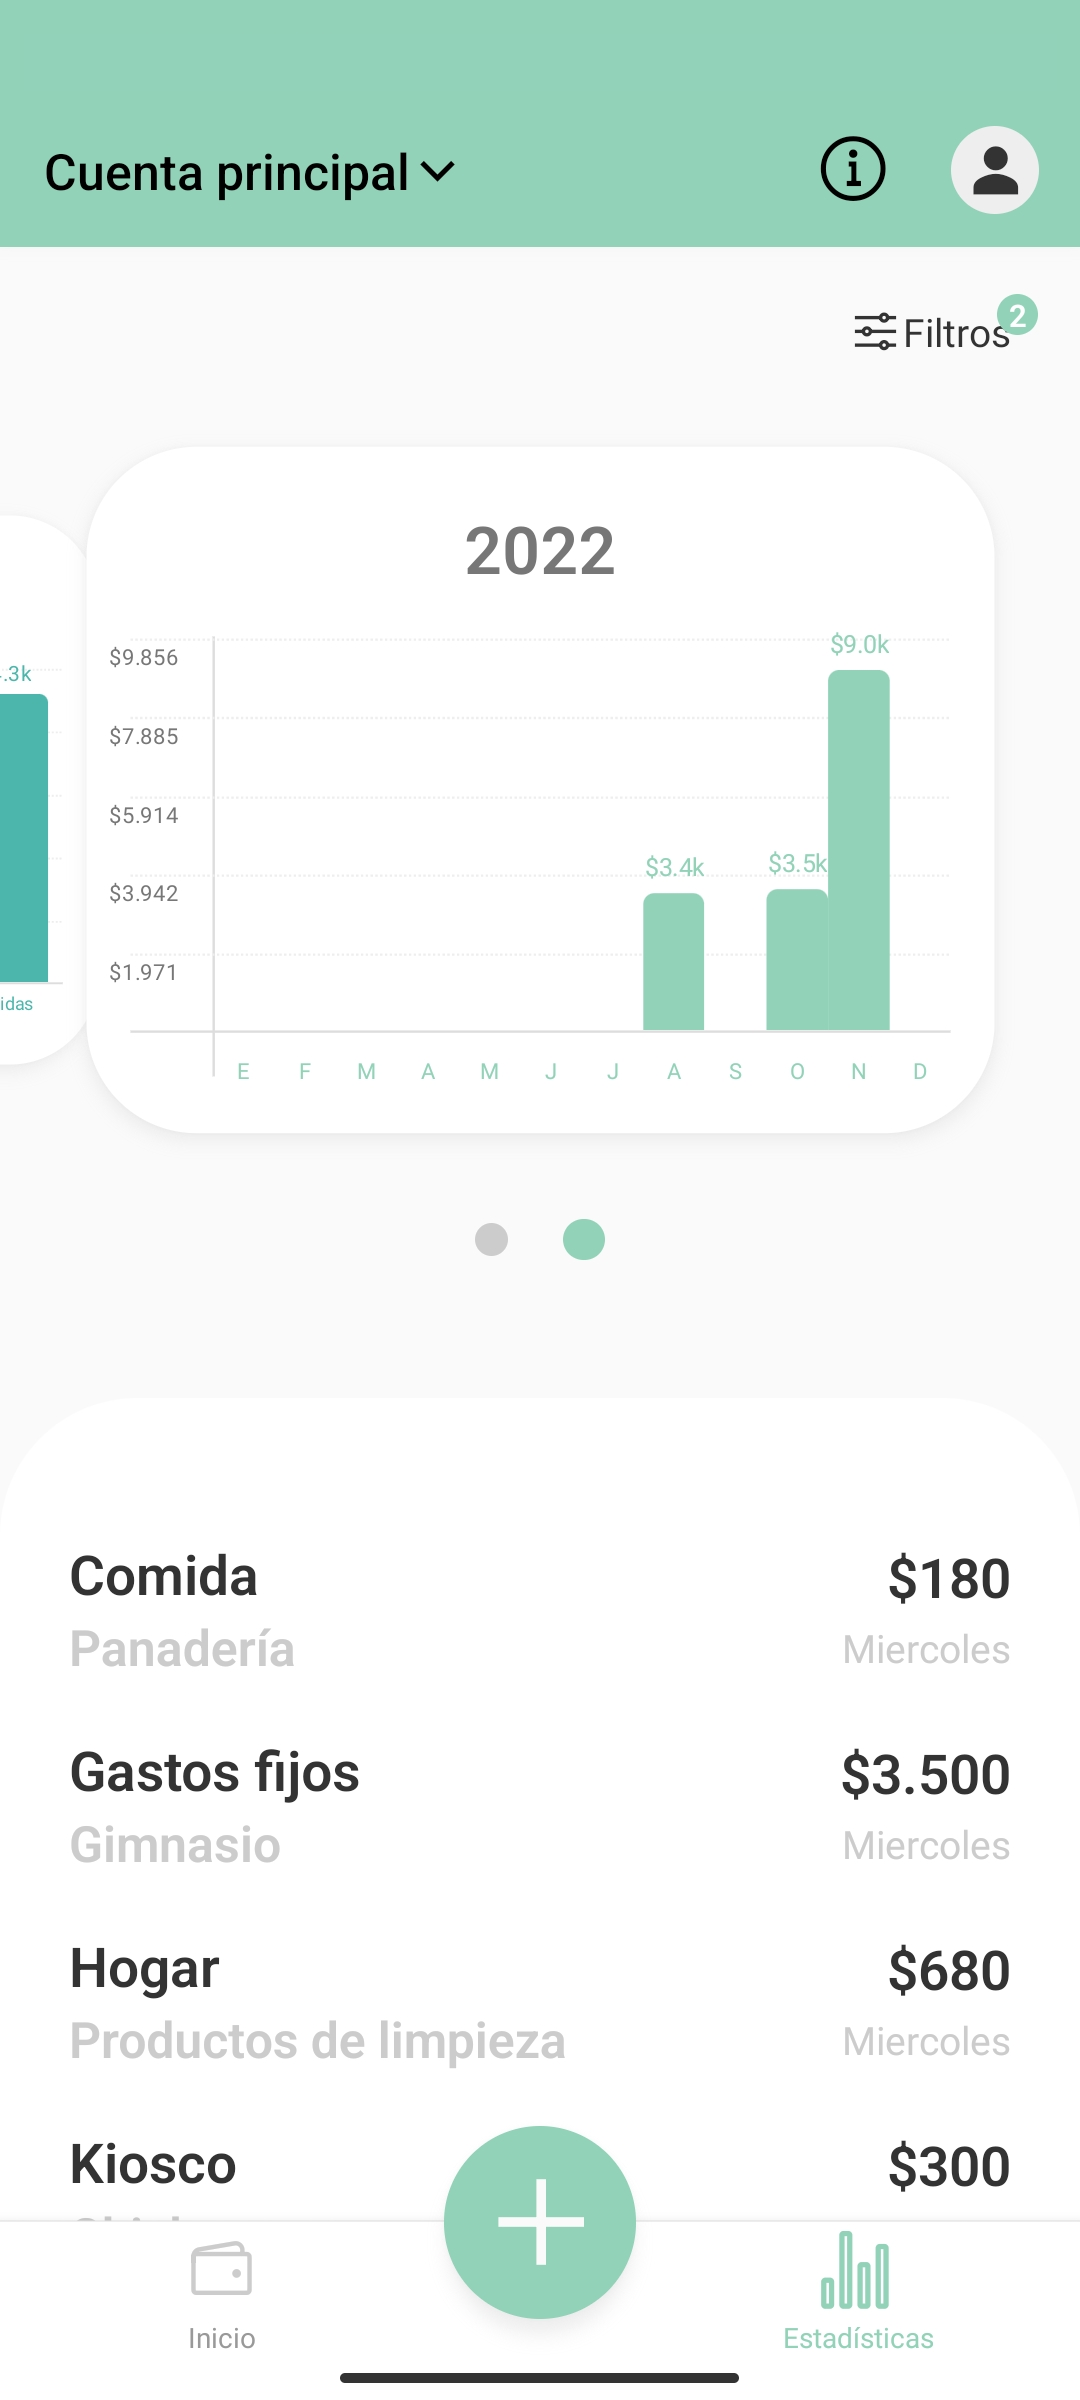 Cuenta principal
Filtros 2
2022
.3k
idas
$9.856
$7.885
$5.914
$3.942
$1.971
$9.0k
$3.4k
$3.5k
E F M A M J J A S O N D
Comida $180
Panadería Miercoles
Gastos fijos $3.500
Gimnasio Miercoles
Hogar $680
Productos de limpieza Miercoles
Kiosco $300
Inicio
Estadísticas